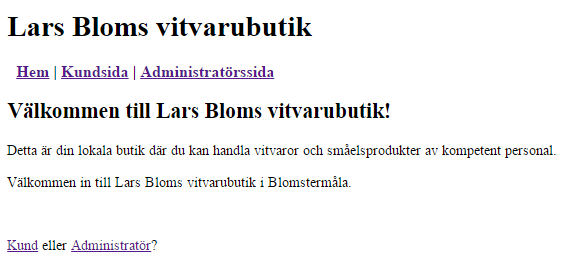 Lars Bloms vitvarubutik
Hem | Kundsida | Administratörssida
Välkommen till Lars Bloms vitvarubutik!
Detta är din lokala butik där du kan handla vitvaror och småelsprodukter av kompetent personal.
Välkommen in till Lars Bloms vitvarubutik i Blomstermåla.
Kund eller Administratör?